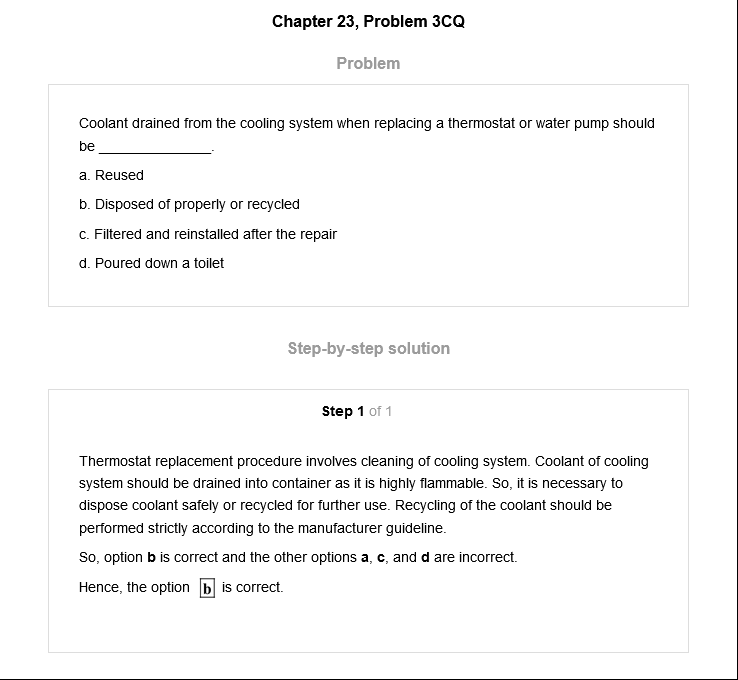 Chapter 23, Problem 3CQ
Problem
Coolant drained from the cooling system when replacing a thermostat or water pump should
be _______________.
a. Reused
b. Disposed of properly or recycled
c. Filtered and reinstalled after the repair
d. Poured down a toilet
Step-by-step solution
Step 1 of 1
Thermostat replacement procedure involves cleaning of cooling system. Coolant of cooling
system should be drained into container as it is highly flammable. So, it is necessary to
dispose coolant safely or recycled for further use. Recycling of the coolant should be
performed strictly according to the manufacturer guideline.
So, option b is correct and the other options a, c, and d are incorrect.
Hence, the option b is correct.